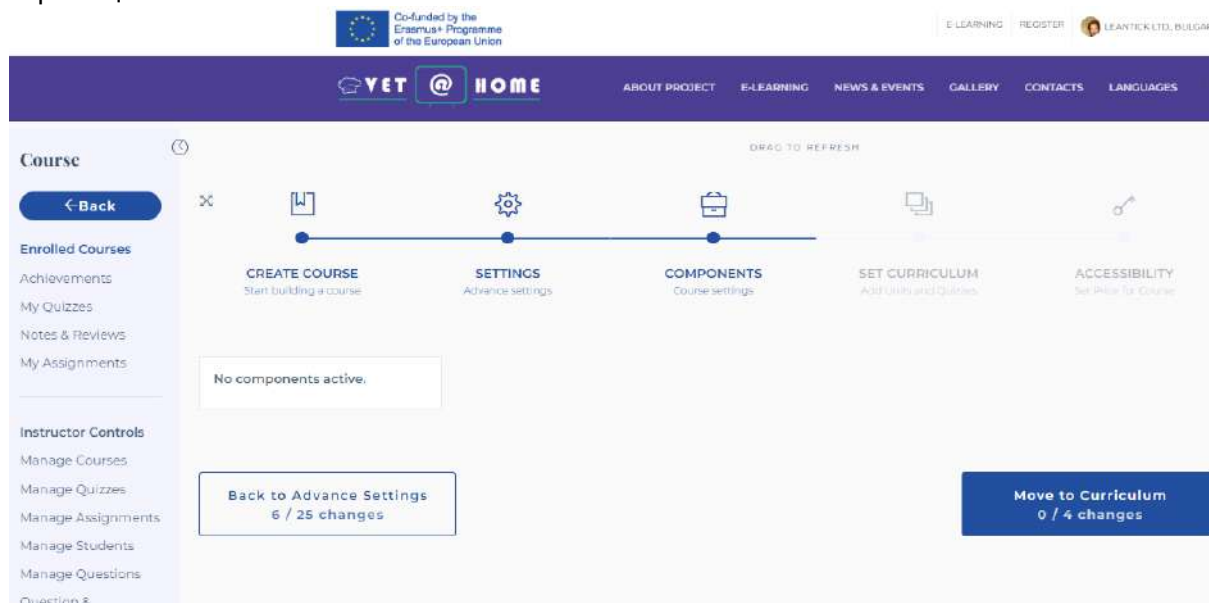 Co-funded by the
Erasmus+ Programme
of the European Union
E-LEARNING REGISTER LEANTICK LTD, BULGAR
VET @ HOME
ABOUT PROJECT E-LEARNING NEWS & EVENTS GALLERY CONTACTS LANGUAGES
Course
DRAG TO REFRESH
Back
CREATE COURSE
Start building a course
SETTINGS
Advance settings
COMPONENTS
Course settings
SET CURRICULUM
Add Units and Quizzes
ACCESSIBILITY
Set Price for Course
Enrolled Courses
Achievements
My Quizzes
Notes & Reviews
My Assignments
No components active.
Instructor Controls
Manage Courses
Manage Quizzes
Manage Assignments
Manage Students
Manage Questions
Question &
Back to Advance Settings
6 / 25 changes
Move to Curriculum
0 / 4 changes